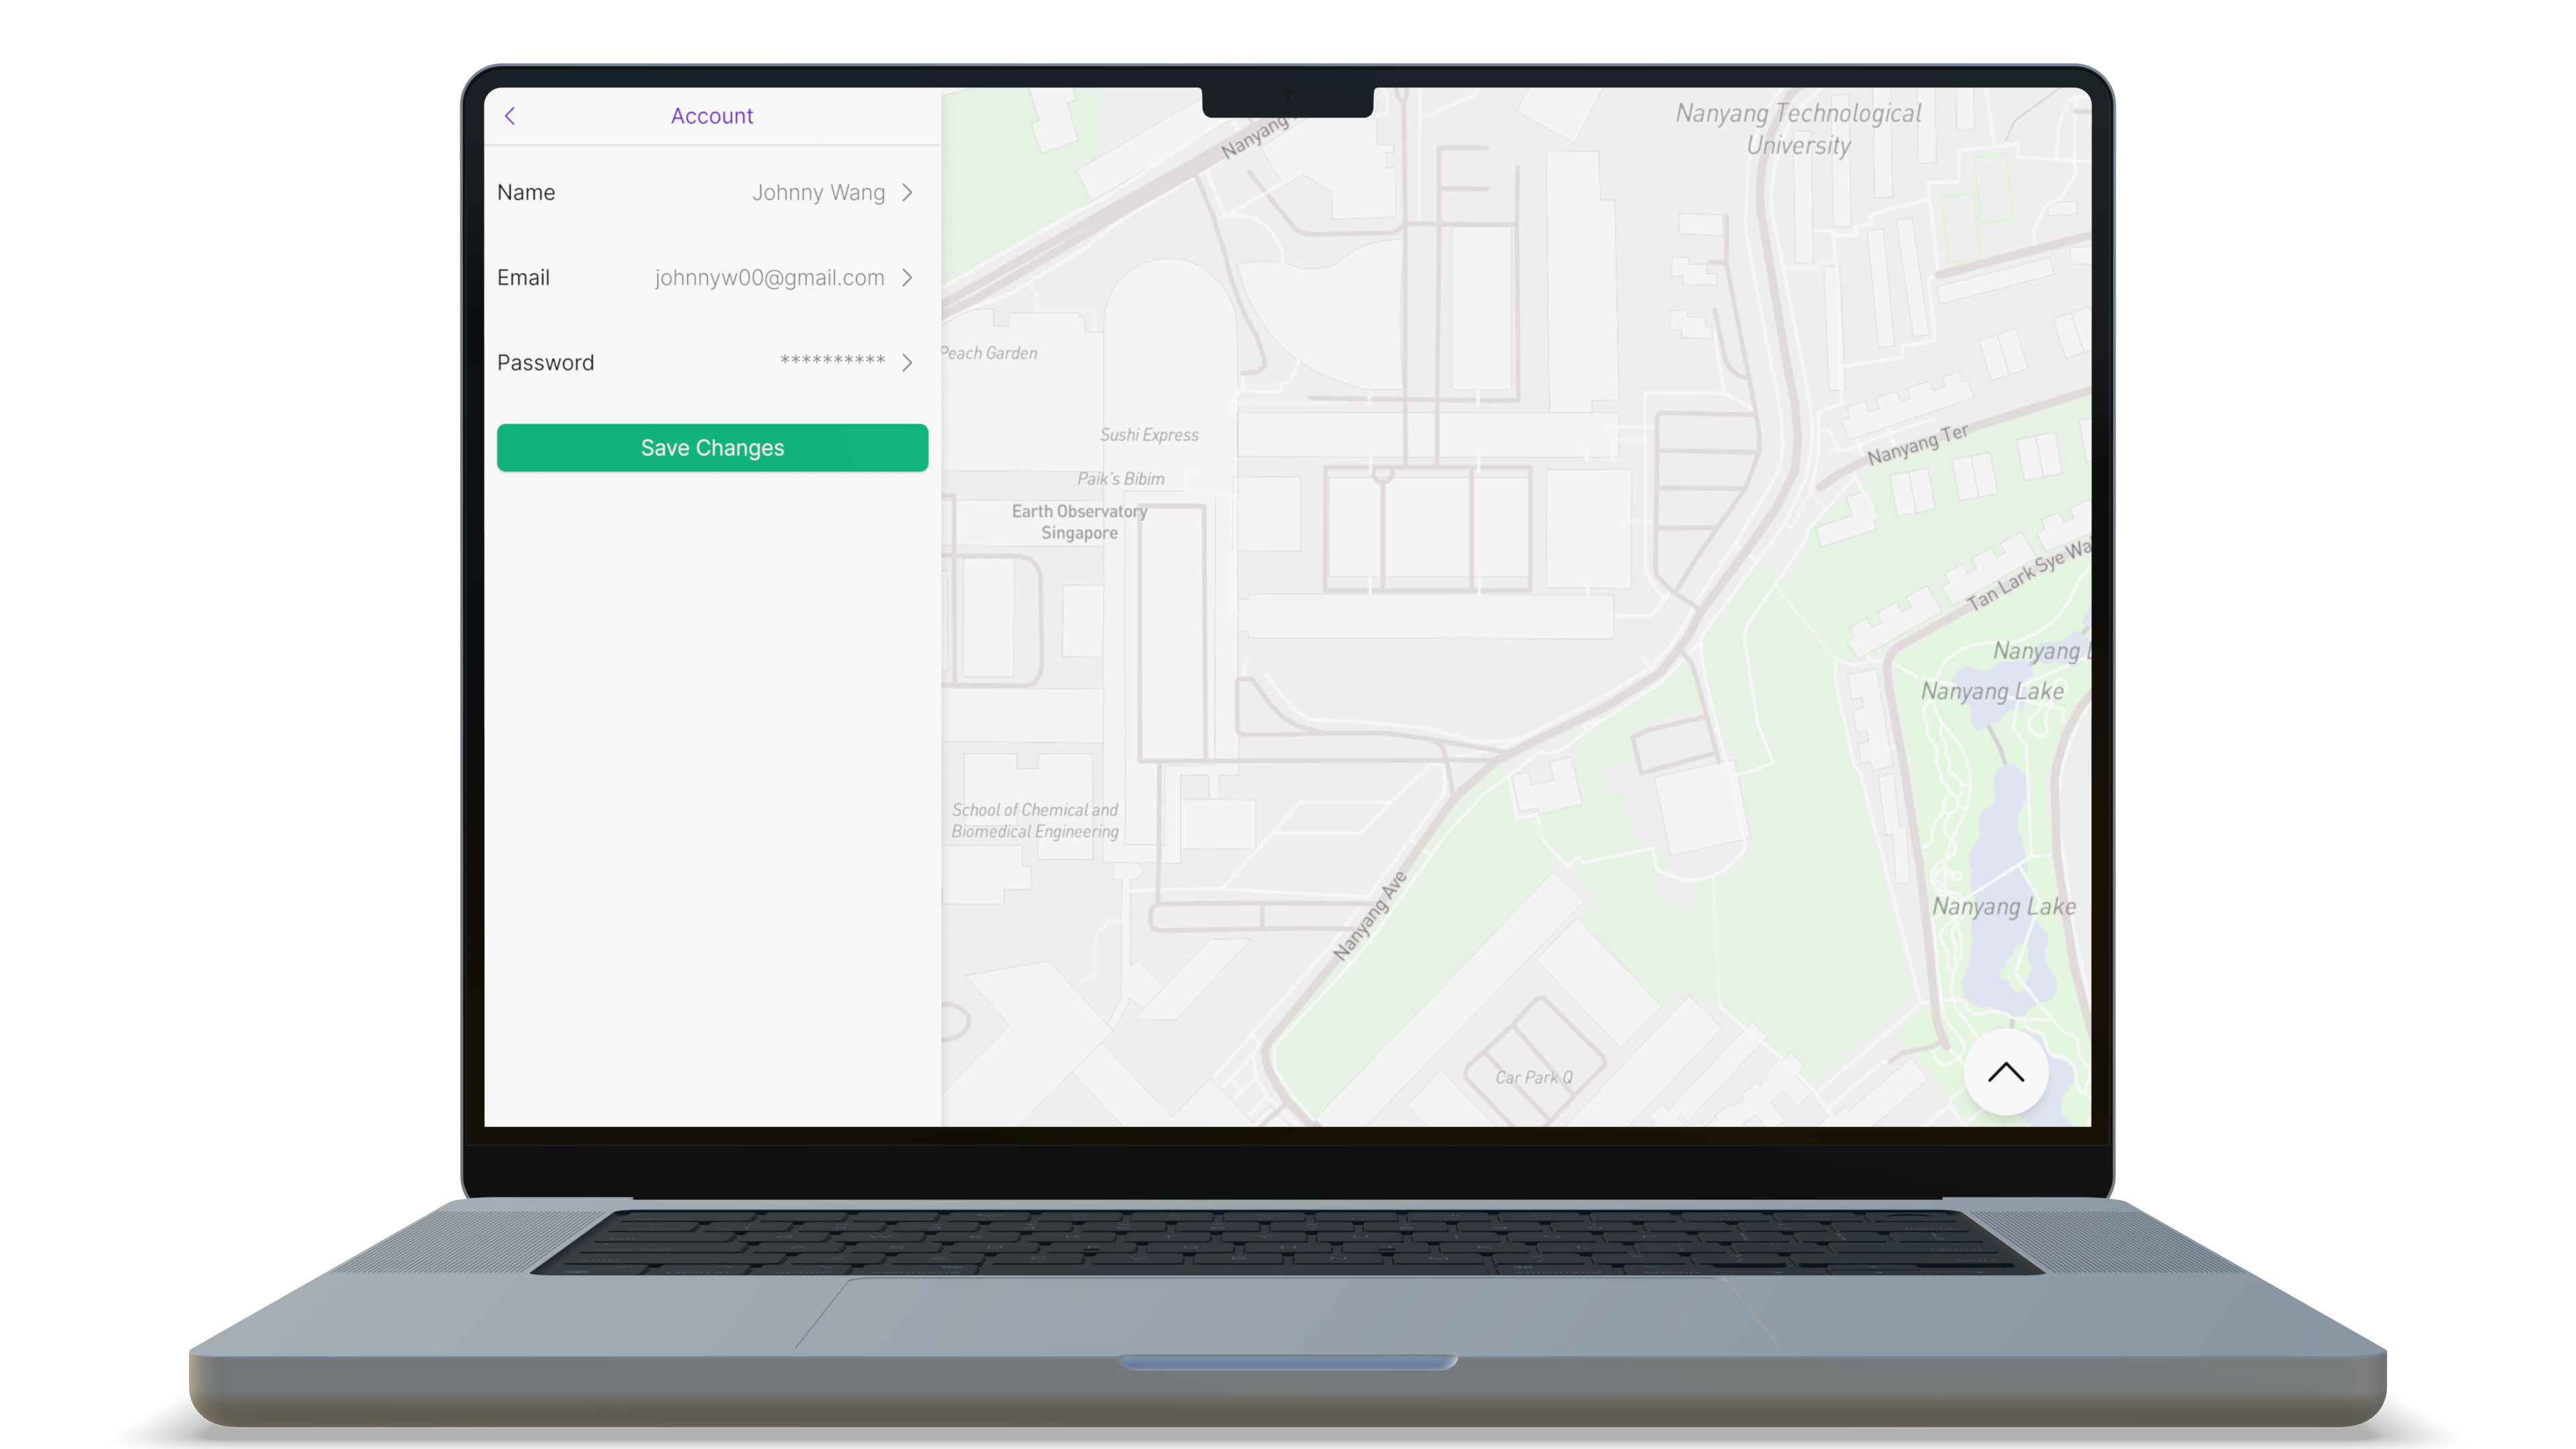 Account
Name
Johnny Wang
Email
johnnyw00@gmail.com
Password
**********
Save Changes
Nanyang
Nanyang Technological
University
Peach Garden
Sushi Express
Paik's Bibim
Earth Observatory
Singapore
Nanyang Ter
Tan Lark Sye
Nanyang
Nanyang Lake
School of Chemical and
Biomedical Engineering
Nanyang Ave
Nanyang Lake
Car Park Q